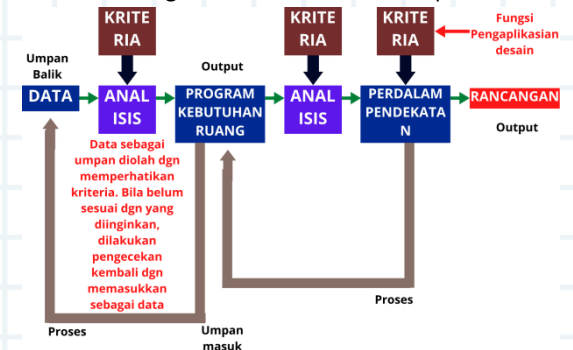 KRITE
RIA
KRITE
RIA
KRITE
RIA
Fungsi
Pengaplikasian
desain
Umpan
Balik
Output
DATA
ANAL
ISIS
PROGRAM
KEBUTUHAN
RUANG
ANAL
ISIS
PERDALAM
PENDEKATA
N
RANCANGAN
Output
Data sebagai
umpan diolah dgn
memperhatikan
kriteria. Bila belum
sesuai dgn yang
diinginkan,
dilakukan
pengecekan
kembali dgn
memasukkan
sebagai data
Proses
Proses
Umpan
masuk